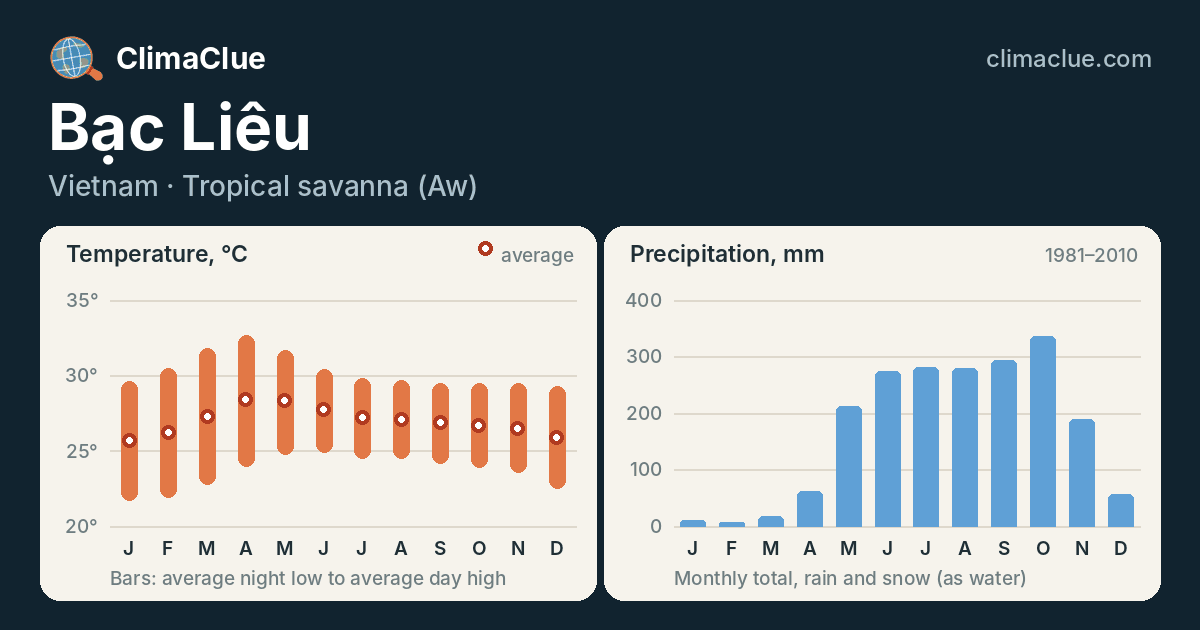 ClimaClue
climaclue.com
Bạc Liêu
Vietnam · Tropical savanna (Aw)
Temperature, °C
average
35°
30°
25°
20°
J F M A M J J A S O N D
Bars: average night low to average day high
Precipitation, mm
1981–2010
400
300
200
100
0
J F M A M J J A S O N D
Monthly total, rain and snow (as water)